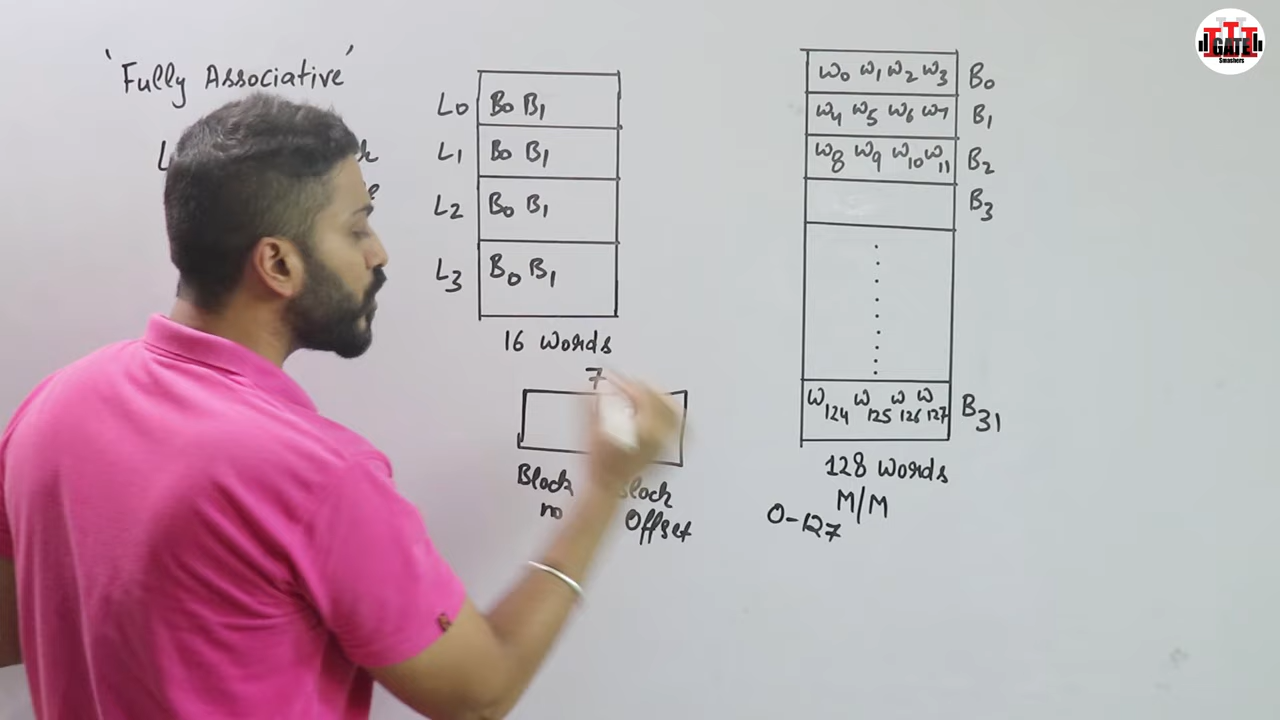 'Fully Associative'
L0 B0 B1
L1 B0 B1
L2 B0 B1
L3 B0 B1
16 words
7
Block
no
Block
Offset
W0 W1 W2 W3 B0
W4 W5 W6 W7 B1
W8 W9 W10 W11 B2
B3
W124 W125 W126 W127 B31
128 words
M/M
0-127
GATE
Smashers